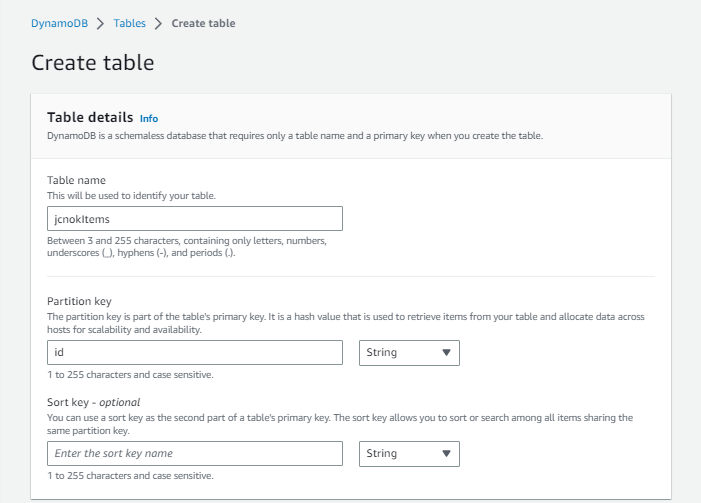 DynamoDB > Tables > Create table
Create table
Table details Info
DynamoDB is a schemaless database that requires only a table name and a primary key when you create the table.
Table name
This will be used to identify your table.
jcnokItems
Between 3 and 255 characters, containing only letters, numbers,
underscores (_), hyphens (-), and periods (.).
Partition key
The partition key is part of the table's primary key. It is a hash value that is used to retrieve items from your table and allocate data across
hosts for scalability and availability.
id String
1 to 255 characters and case sensitive.
Sort key - optional
You can use a sort key as the second part of a table's primary key. The sort key allows you to sort or search among all items sharing the
same partition key.
Enter the sort key name String
1 to 255 characters and case sensitive.